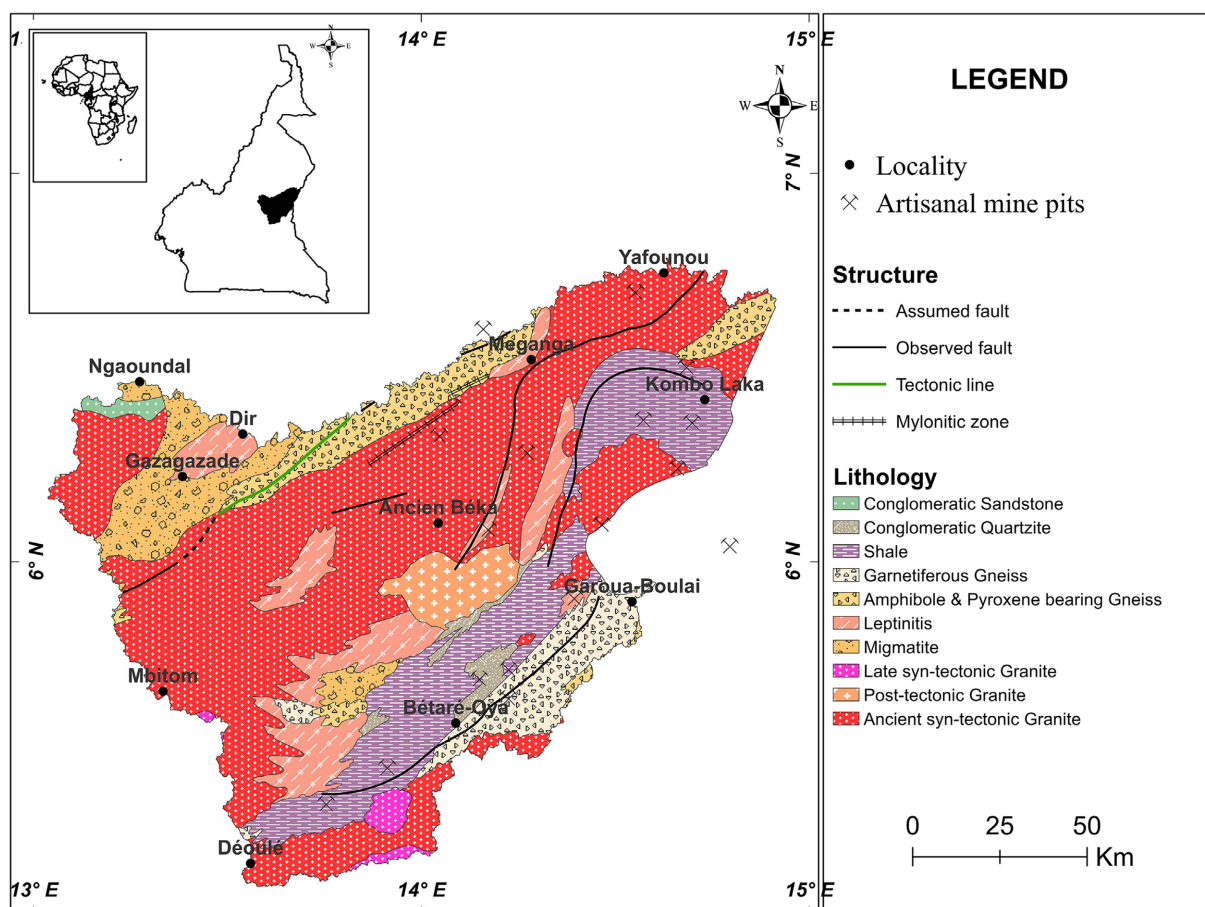 1
14° E
15° E
N
W
E
S
N
W
E
S
7° N
Yafounou
Meganga
Ngaoundal
Kombo Laka
Dir
Gazagazade
Ancien Béka
6° N
6° N
Garoua-Boulai
Mbitom
Bétaré-Oya
Déoulé
13° E
14° E
15° E
LEGEND
Locality
Artisanal mine pits
Structure
Assumed fault
Observed fault
Tectonic line
Mylonitic zone
Lithology
Conglomeratic Sandstone
Conglomeratic Quartzite
Shale
Garnetiferous Gneiss
Amphibole & Pyroxene bearing Gneiss
Leptinitis
Migmatite
Late syn-tectonic Granite
Post-tectonic Granite
Ancient syn-tectonic Granite
0 25 50
Km